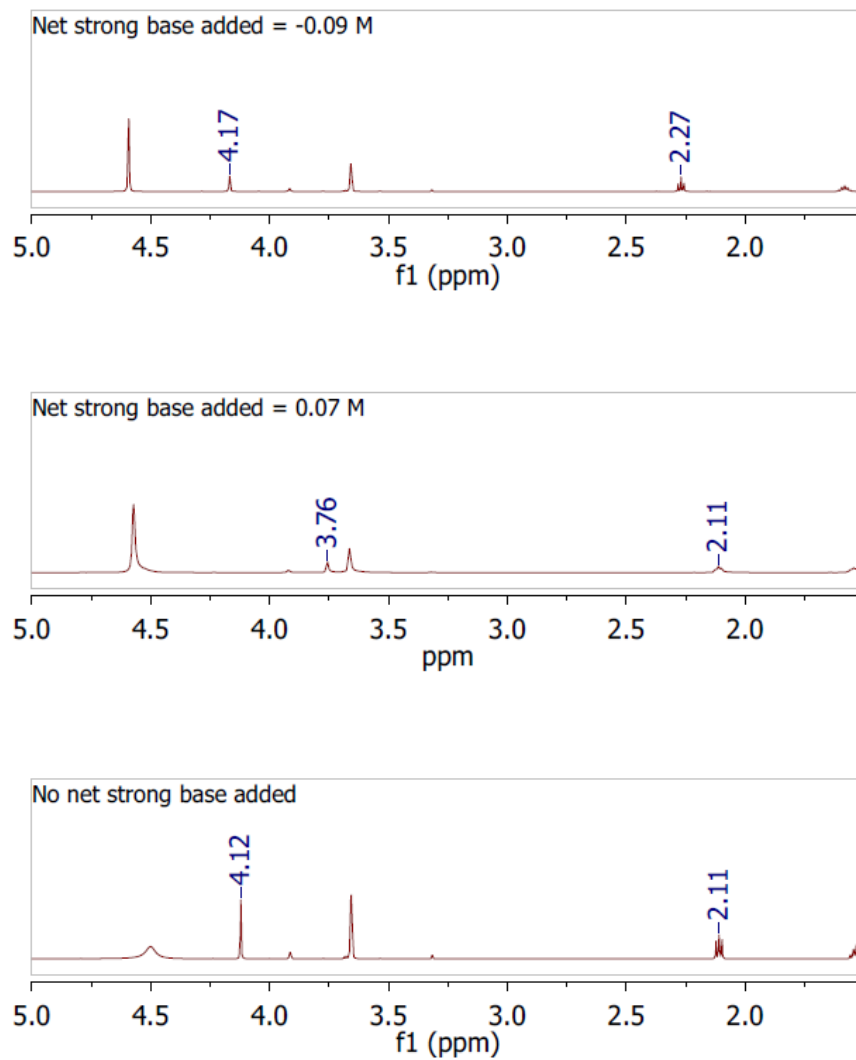 Net strong base added = -0.09 M
4.17
2.27
5.0 4.5 4.0 3.5 3.0 2.5 2.0
f1 (ppm)
Net strong base added = 0.07 M
3.76
2.11
5.0 4.5 4.0 3.5 3.0 2.5 2.0
ppm
No net strong base added
4.12
2.11
5.0 4.5 4.0 3.5 3.0 2.5 2.0
f1 (ppm)